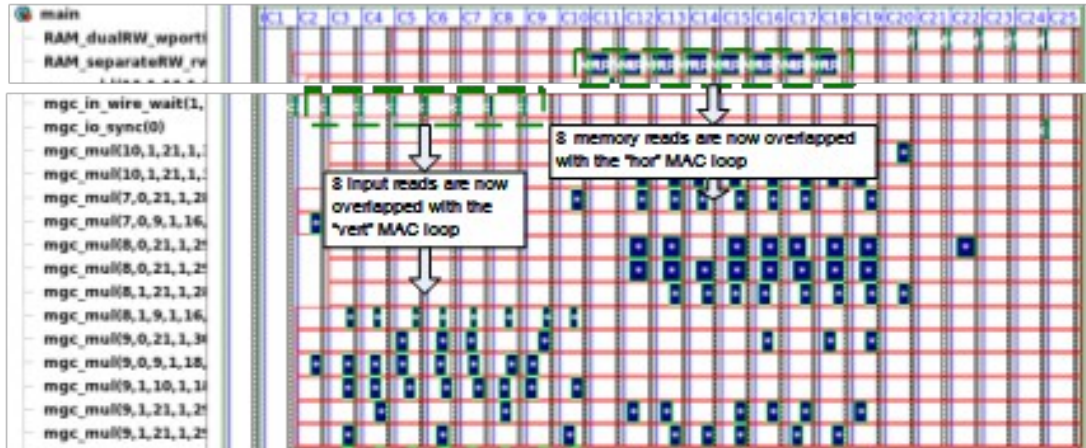 main
C1 C2 C3 C4 C5 C6 C7 C8 C9 C10 C11 C12 C13 C14 C15 C16 C17 C18 C19 C20 C21 C22 C23 C24 C25
RAM_dualRW_wport
RAM_separateRW_rw
mgc_in_wire_wait(1,
mgc_io_sync(0)
8 memory reads are now overlapped
with the "hor" MAC loop
mgc_mul(10,1,21,1,
mgc_mul(10,1,21,1,
8 input reads are now
overlapped with the
"vert" MAC loop
mgc_mul(7,0,21,1,2
mgc_mul(7,0,9,1,16,
mgc_mul(8,0,21,1,2
mgc_mul(8,0,21,1,2
mgc_mul(8,1,21,1,2
mgc_mul(8,1,9,1,16,
mgc_mul(9,0,21,1,3
mgc_mul(9,0,9,1,18,
mgc_mul(9,1,10,1,1
mgc_mul(9,1,21,1,2
mgc_mul(9,1,21,1,2